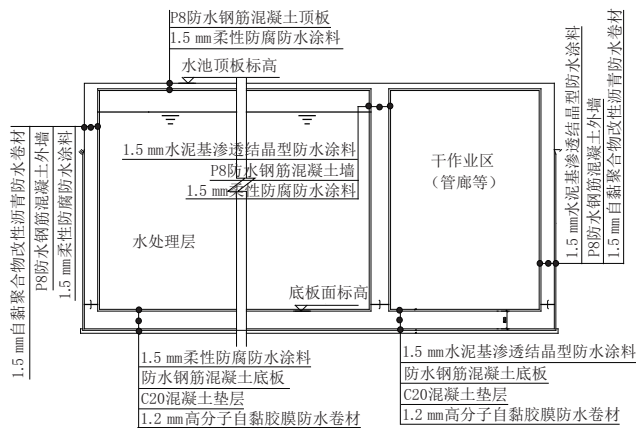 P8防水钢筋混凝土顶板
1.5 mm柔性防腐防水涂料
水池顶板标高
1.5 mm水泥基渗透结晶型防水涂料
P8防水钢筋混凝土墙
1.5 mm柔性防腐防水涂料
干作业区
(管廊等)
水处理层
底板面标高
1.5 mm自黏聚合物改性沥青防水卷材
P8防水钢筋混凝土外墙
1.5 mm柔性防腐防水涂料
1.5 mm水泥基渗透结晶型防水涂料
P8防水钢筋混凝土外墙
1.5 mm自黏聚合物改性沥青防水卷材
1.5 mm柔性防腐防水涂料
防水钢筋混凝土底板
C20混凝土垫层
1.2 mm高分子自黏胶膜防水卷材
1.5 mm水泥基渗透结晶型防水涂料
防水钢筋混凝土底板
C20混凝土垫层
1.2 mm高分子自黏胶膜防水卷材